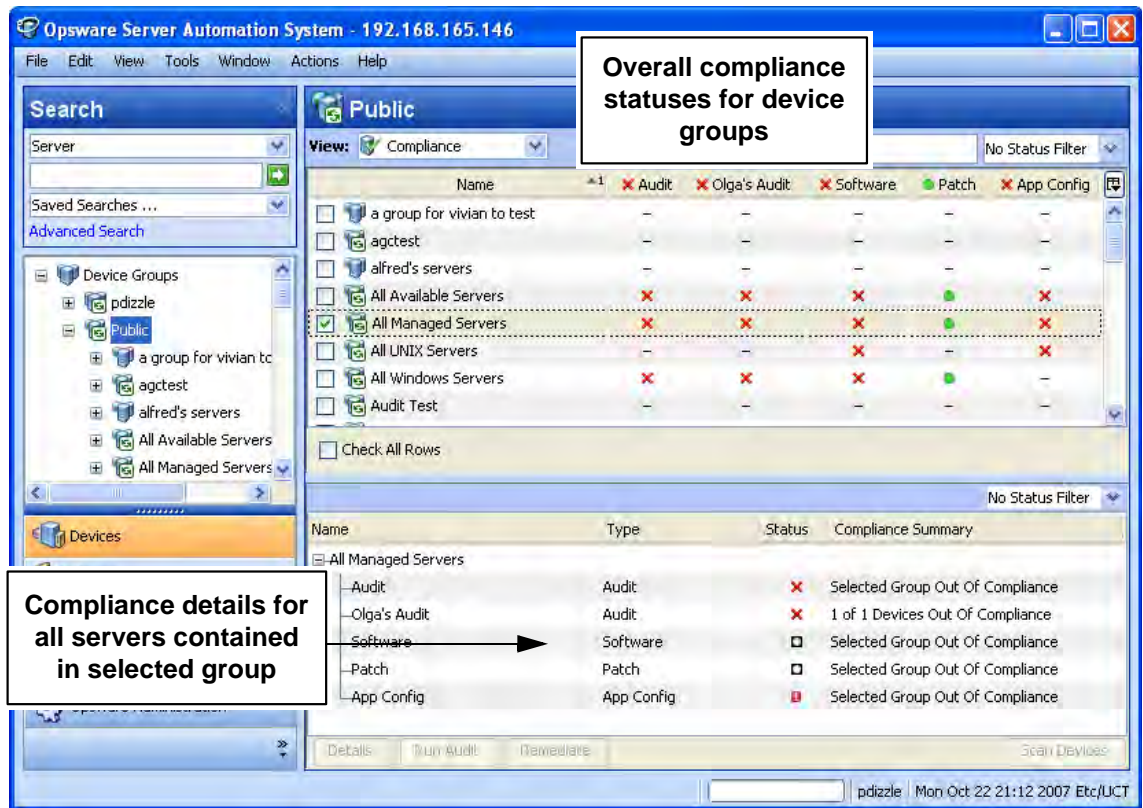 Opsware Server Automation System - 192.168.165.146
File Edit View Tools Window Actions Help
Overall compliance
statuses for device
groups
Search
Server
Saved Searches ...
Advanced Search
Device Groups
pdizzle
Public
a group for vivian to
agctest
alfred's servers
All Available Servers
All Managed Servers
Devices
Public
View: Compliance
No Status Filter
Name 1 Audit Olga's Audit Software Patch App Config
a group for vivian to test – – – – –
agctest – – – – –
alfred's servers – – – – –
All Available Servers
All Managed Servers
All UNIX Servers – – –
All Windows Servers –
Audit Test – – – – –
Check All Rows
No Status Filter
Name Type Status Compliance Summary
All Managed Servers
Audit Audit Selected Group Out Of Compliance
Olga's Audit Audit 1 of 1 Devices Out Of Compliance
Software Software Selected Group Out Of Compliance
Patch Patch Selected Group Out Of Compliance
App Config App Config Selected Group Out Of Compliance
Compliance details for
all servers contained
in selected group
Details Run Audit Remediate Scan Devices
pdizzle Mon Oct 22 21:12 2007 Etc/UCT